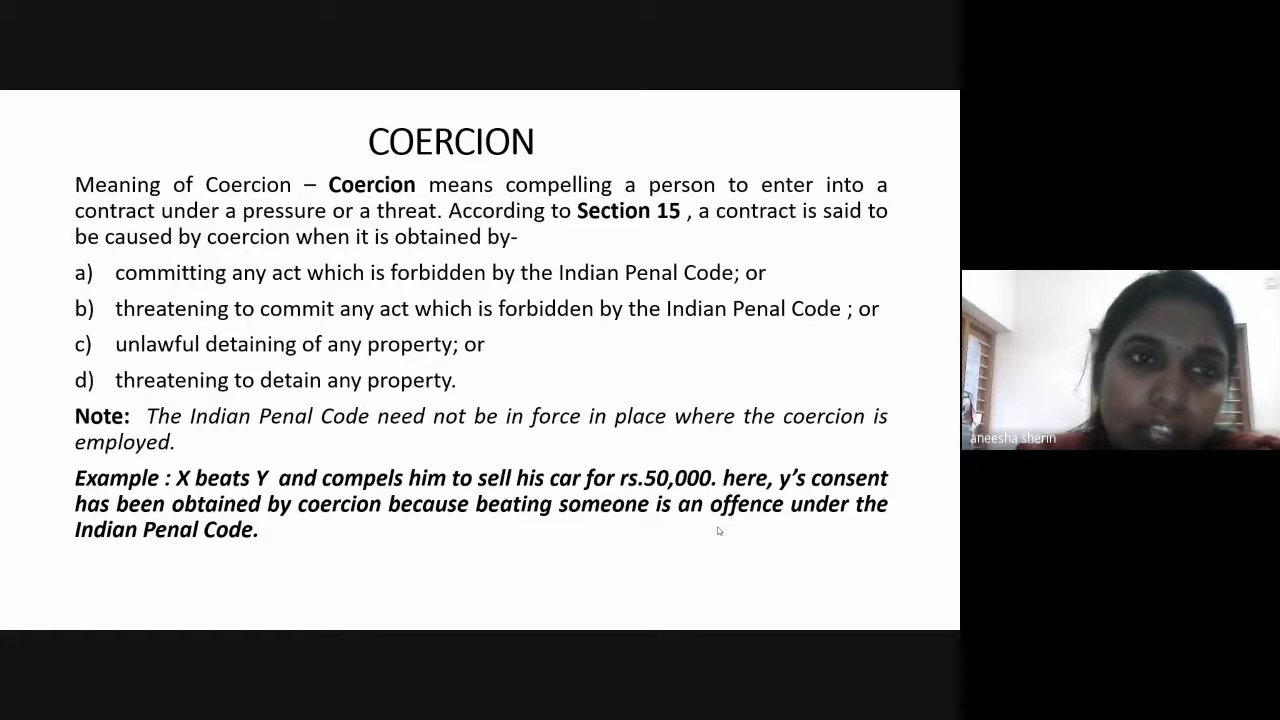 COERCION
Meaning of Coercion – Coercion means compelling a person to enter into a
contract under a pressure or a threat. According to Section 15 , a contract is said to
be caused by coercion when it is obtained by-
a) committing any act which is forbidden by the Indian Penal Code; or
b) threatening to commit any act which is forbidden by the Indian Penal Code ; or
c) unlawful detaining of any property; or
d) threatening to detain any property.
Note: The Indian Penal Code need not be in force in place where the coercion is
employed.
Example : X beats Y and compels him to sell his car for rs.50,000. here, y’s consent
has been obtained by coercion because beating someone is an offence under the
Indian Penal Code.
aneesha sherin